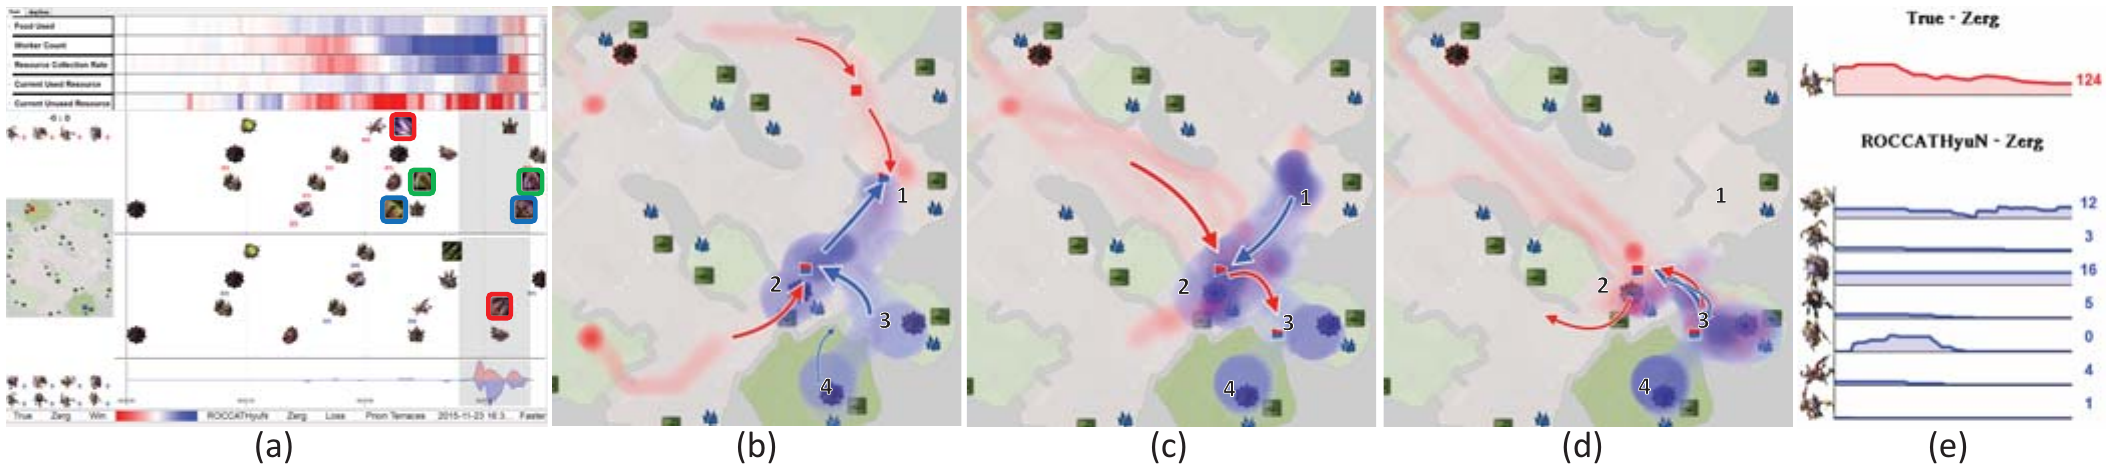 Food Used
Worker Count
Resource Collection Rate
Current Used Resource
Current Unused Resource
-0 : 0
True Zerg Win ROCCATHyuN Zerg Loss Prion Terraces 2015-11-23 16:3... Faster
(a)
1
2
3
4
(b)
1
2
3
4
(c)
1
2
3
4
(d)
True - Zerg
124
ROCCATHyuN - Zerg
12
3
16
5
0
4
1
(e)